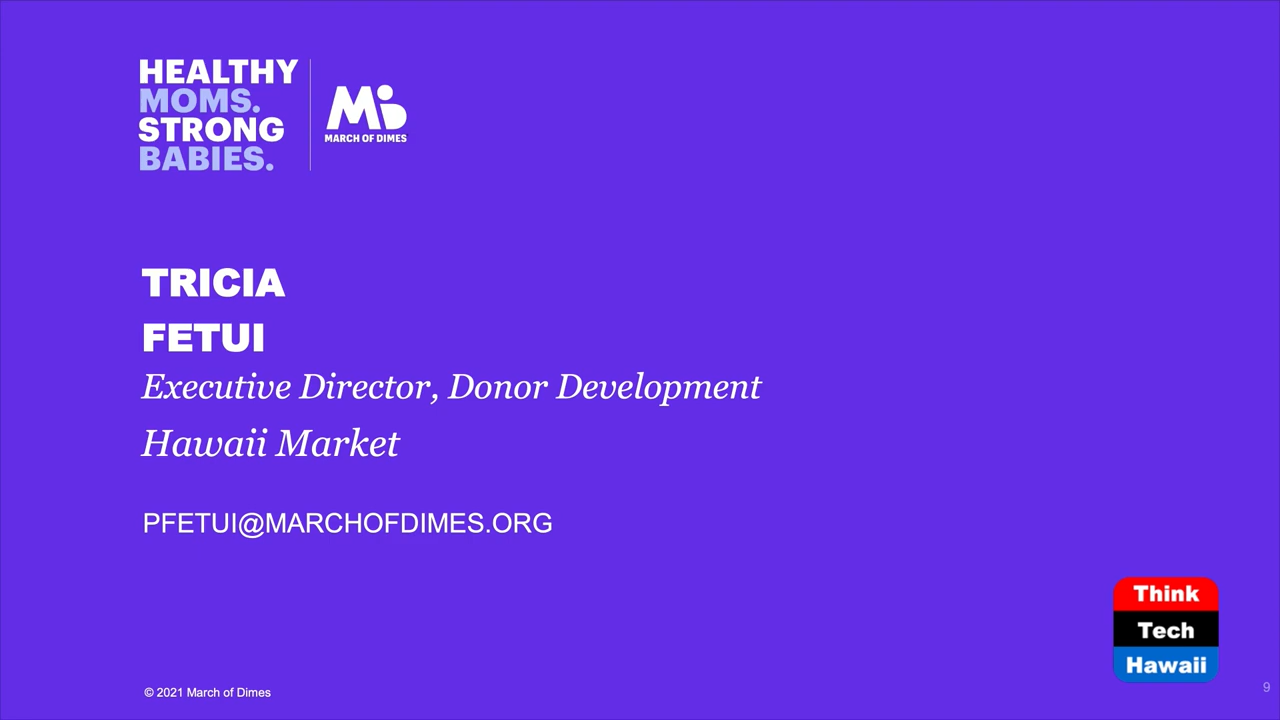 HEALTHY
MOMS.
STRONG
BABIES.
MARCH OF DIMES
TRICIA
FETUI
Executive Director, Donor Development
Hawaii Market
PFETUI@MARCHOFDIMES.ORG
Think
Tech
Hawaii
© 2021 March of Dimes
9